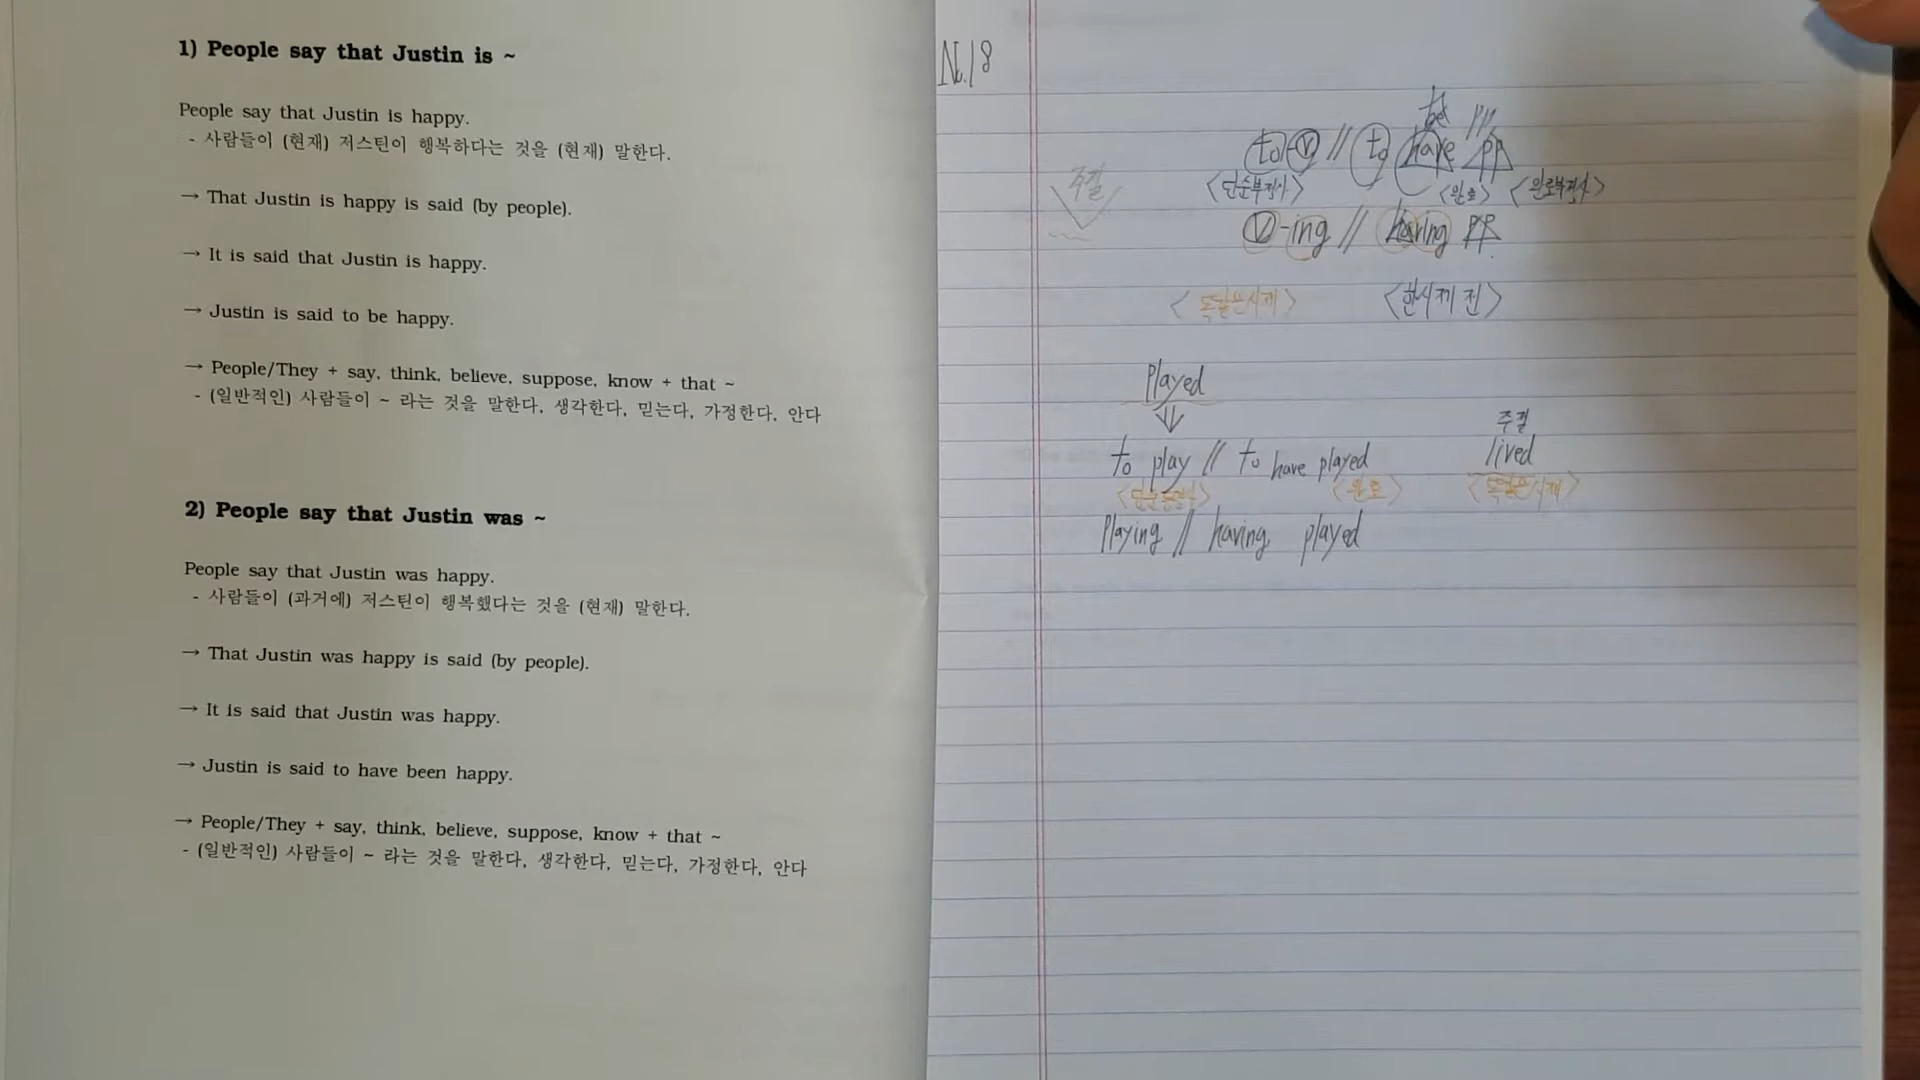 1) People say that Justin is ~
People say that Justin is happy.
- 사람들이 (현재) 저스틴이 행복하다는 것을 (현재) 말한다.
→ That Justin is happy is said (by people).
→ It is said that Justin is happy.
→ Justin is said to be happy.
→ People/They + say, think, believe, suppose, know + that ~
- (일반적인) 사람들이 ~ 라는 것을 말한다, 생각한다, 믿는다, 가정한다, 안다
2) People say that Justin was ~
People say that Justin was happy.
- 사람들이 (과거에) 저스틴이 행복했다는 것을 (현재) 말한다.
→ That Justin was happy is said (by people).
→ It is said that Justin was happy.
→ Justin is said to have been happy.
→ People/They + say, think, believe, suppose, know + that ~
- (일반적인) 사람들이 ~ 라는 것을 말한다, 생각한다, 믿는다, 가정한다, 안다
to-v // to have pp
주절
<단순부정사> <완료> <완료부정사>
v-ing // having PP
<똑같은시제> <한시제 전>
Played
주절
to play // to have played lived
<완료> <똑같은시제>
Playing // having played